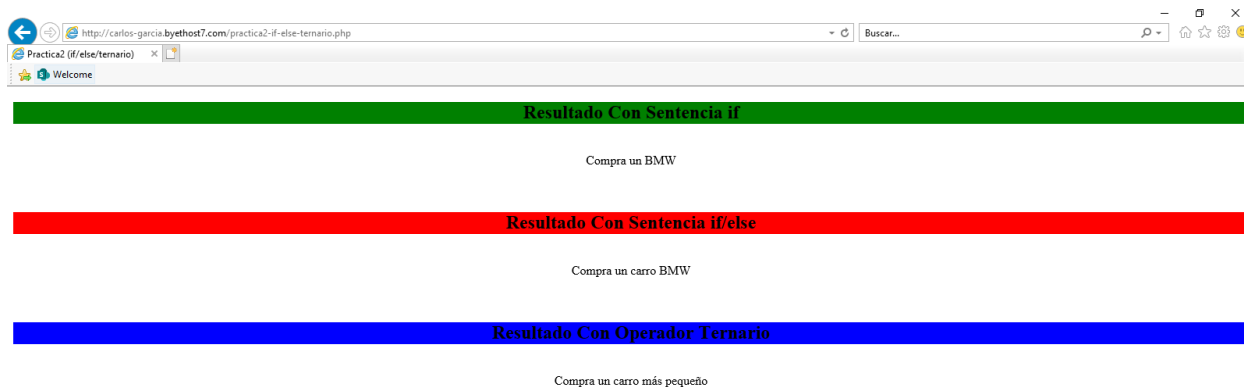 http://carlos-garcia.byethost7.com/practica2-if-else-ternario.php
Buscar...
Practica2 (if/else/ternario)
Welcome
Resultado Con Sentencia if
Compra un BMW
Resultado Con Sentencia if/else
Compra un carro BMW
Resultado Con Operador Ternario
Compra un carro más pequeño